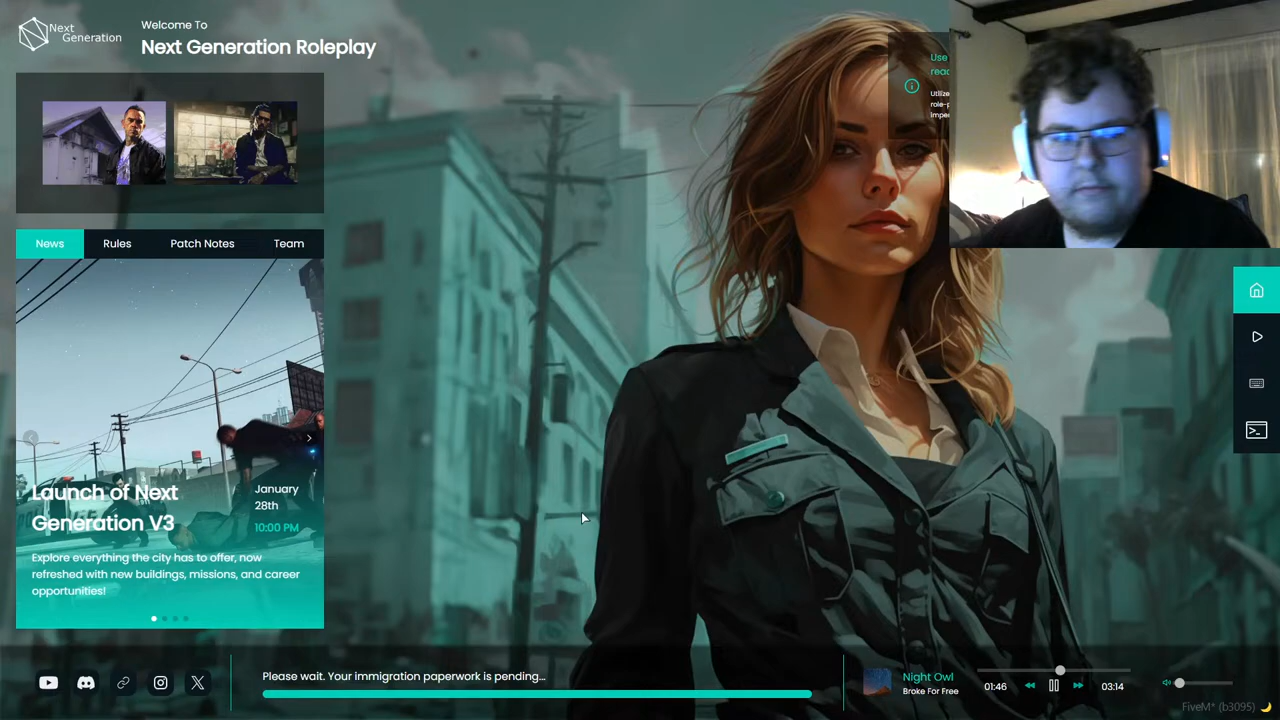 Next
Generation
Welcome To
Next Generation Roleplay
News
Rules
Patch Notes
Team
Launch of Next
Generation V3
January
28th
10:00 PM
Explore everything the city has to offer, now
refreshed with new buildings, missions, and career
opportunities!
Use
Utilize
Please wait. Your immigration paperwork is pending...
Night Owl
Broke For Free
01:46
03:14
FiveM* (b3095)